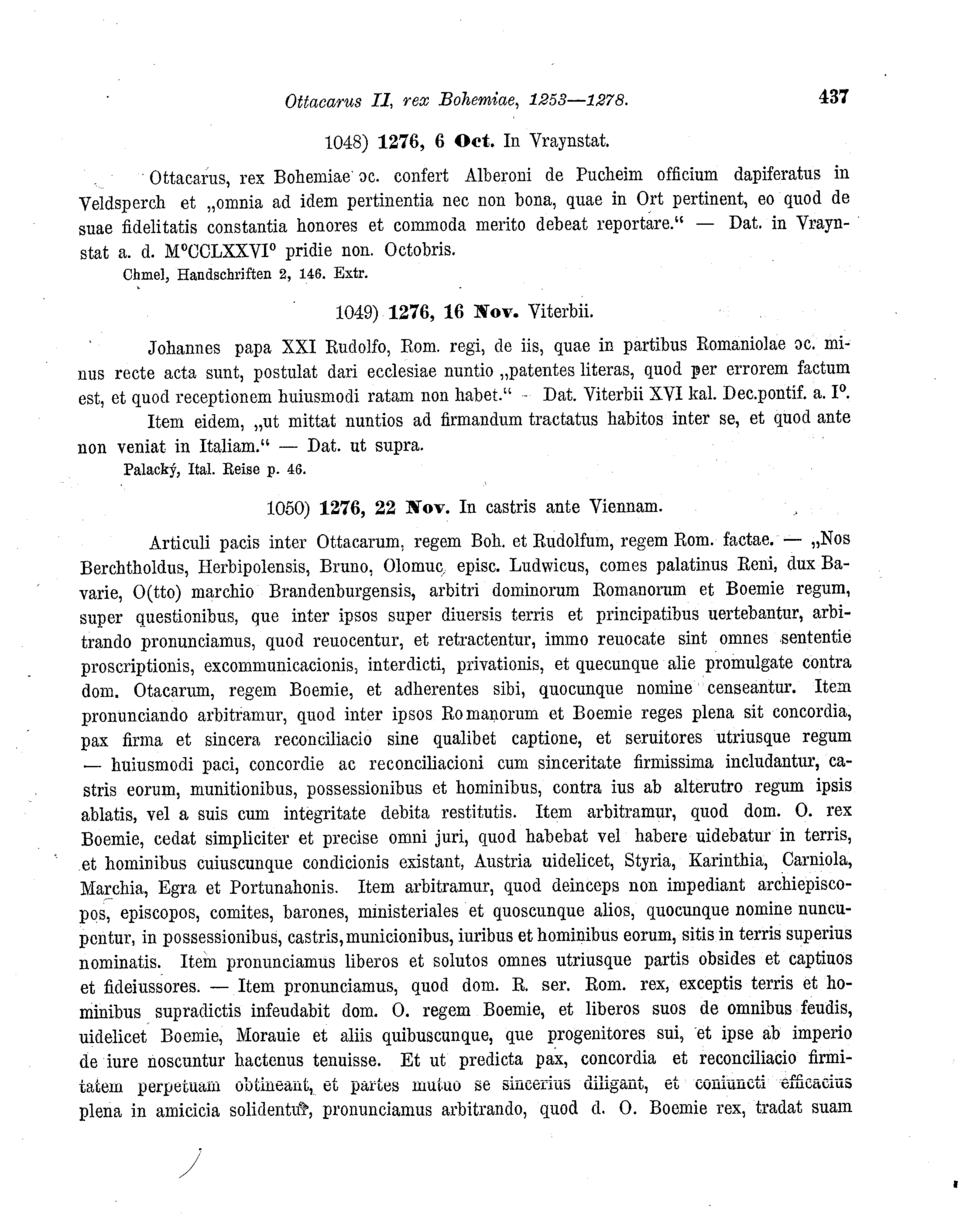 Ottacarus II, rex Bohemiae, 1253—1278.
437
1048) 1276, 6 Oct. In Vraynstat.
Ottacarus, rex Bohemiae ɔc. confert Alberoni de Pucheim officium dapiferatus in
Veldsperch et „omnia ad idem pertinentia nec non bona, quae in Ort pertinent, eo quod de
suae fidelitatis constantia honores et commoda merito debeat reportare.“ — Dat. in Vrayn-
stat a. d. M⁰CCLXXVI⁰ pridie non. Octobris.
Chmel, Handschriften 2, 146. Extr.
1049) 1276, 16 Nov. Viterbii.
Johannes papa XXI Rudolfo, Rom. regi, de iis, quae in partibus Romaniolae ɔc. mi-
nus recte acta sunt, postulat dari ecclesiae nuntio „patentes literas, quod per errorem factum
est, et quod receptionem huiusmodi ratam non habet.“ - Dat. Viterbii XVI kal. Dec.pontif. a. I⁰.
Item eidem, „ut mittat nuntios ad firmandum tractatus habitos inter se, et quod ante
non veniat in Italiam.“ — Dat. ut supra.
Palacký, Ital. Reise p. 46.
1050) 1276, 22 Nov. In castris ante Viennam.
Articuli pacis inter Ottacarum, regem Boh. et Rudolfum, regem Rom. factae. — „Nos
Berchtholdus, Herbipolensis, Bruno, Olomuc, episc. Ludwicus, comes palatinus Reni, dux Ba-
varie, O(tto) marchio Brandenburgensis, arbitri dominorum Romanorum et Boemie regum,
super questionibus, que inter ipsos super diuersis terris et principatibus uertebantur, arbi-
trando pronunciamus, quod reuocentur, et retractentur, immo reuocate sint omnes sententie
proscriptionis, excommunicacionis, interdicti, privationis, et quecunque alie promulgate contra
dom. Otacarum, regem Boemie, et adherentes sibi, quocunque nomine censeantur. Item
pronunciando arbitramur, quod inter ipsos Romanorum et Boemie reges plena sit concordia,
pax firma et sincera reconciliacio sine qualibet captione, et seruitores utriusque regum
— huiusmodi paci, concordie ac reconciliacioni cum sinceritate firmissima includantur, ca-
stris eorum, munitionibus, possessionibus et hominibus, contra ius ab alterutro regum ipsis
ablatis, vel a suis cum integritate debita restitutis. Item arbitramur, quod dom. O. rex
Boemie, cedat simpliciter et precise omni juri, quod habebat vel habere uidebatur in terris,
et hominibus cuiuscunque condicionis existant, Austria uidelicet, Styria, Karinthia, Carniola,
Marchia, Egra et Portunahonis. Item arbitramur, quod deinceps non impediant archiepisco-
pos, episcopos, comites, barones, ministeriales et quoscunque alios, quocunque nomine nuncu-
pentur, in possessionibus, castris, municionibus, iuribus et hominibus eorum, sitis in terris superius
nominatis. Item pronunciamus liberos et solutos omnes utriusque partis obsides et captiuos
et fideiussores. — Item pronunciamus, quod dom. R. ser. Rom. rex, exceptis terris et ho-
minibus supradictis infeudabit dom. O. regem Boemie, et liberos suos de omnibus feudis,
uidelicet Boemie, Morauie et aliis quibuscunque, que progenitores sui, et ipse ab imperio
de iure noscuntur hactenus tenuisse. Et ut predicta pax, concordia et reconciliacio firmi-
tatem perpetuam obtineant, et partes mutuo se sincerius diligant, et coniuncti efficacius
plena in amicicia solidentur, pronunciamus arbitrando, quod d. O. Boemie rex, tradat suam